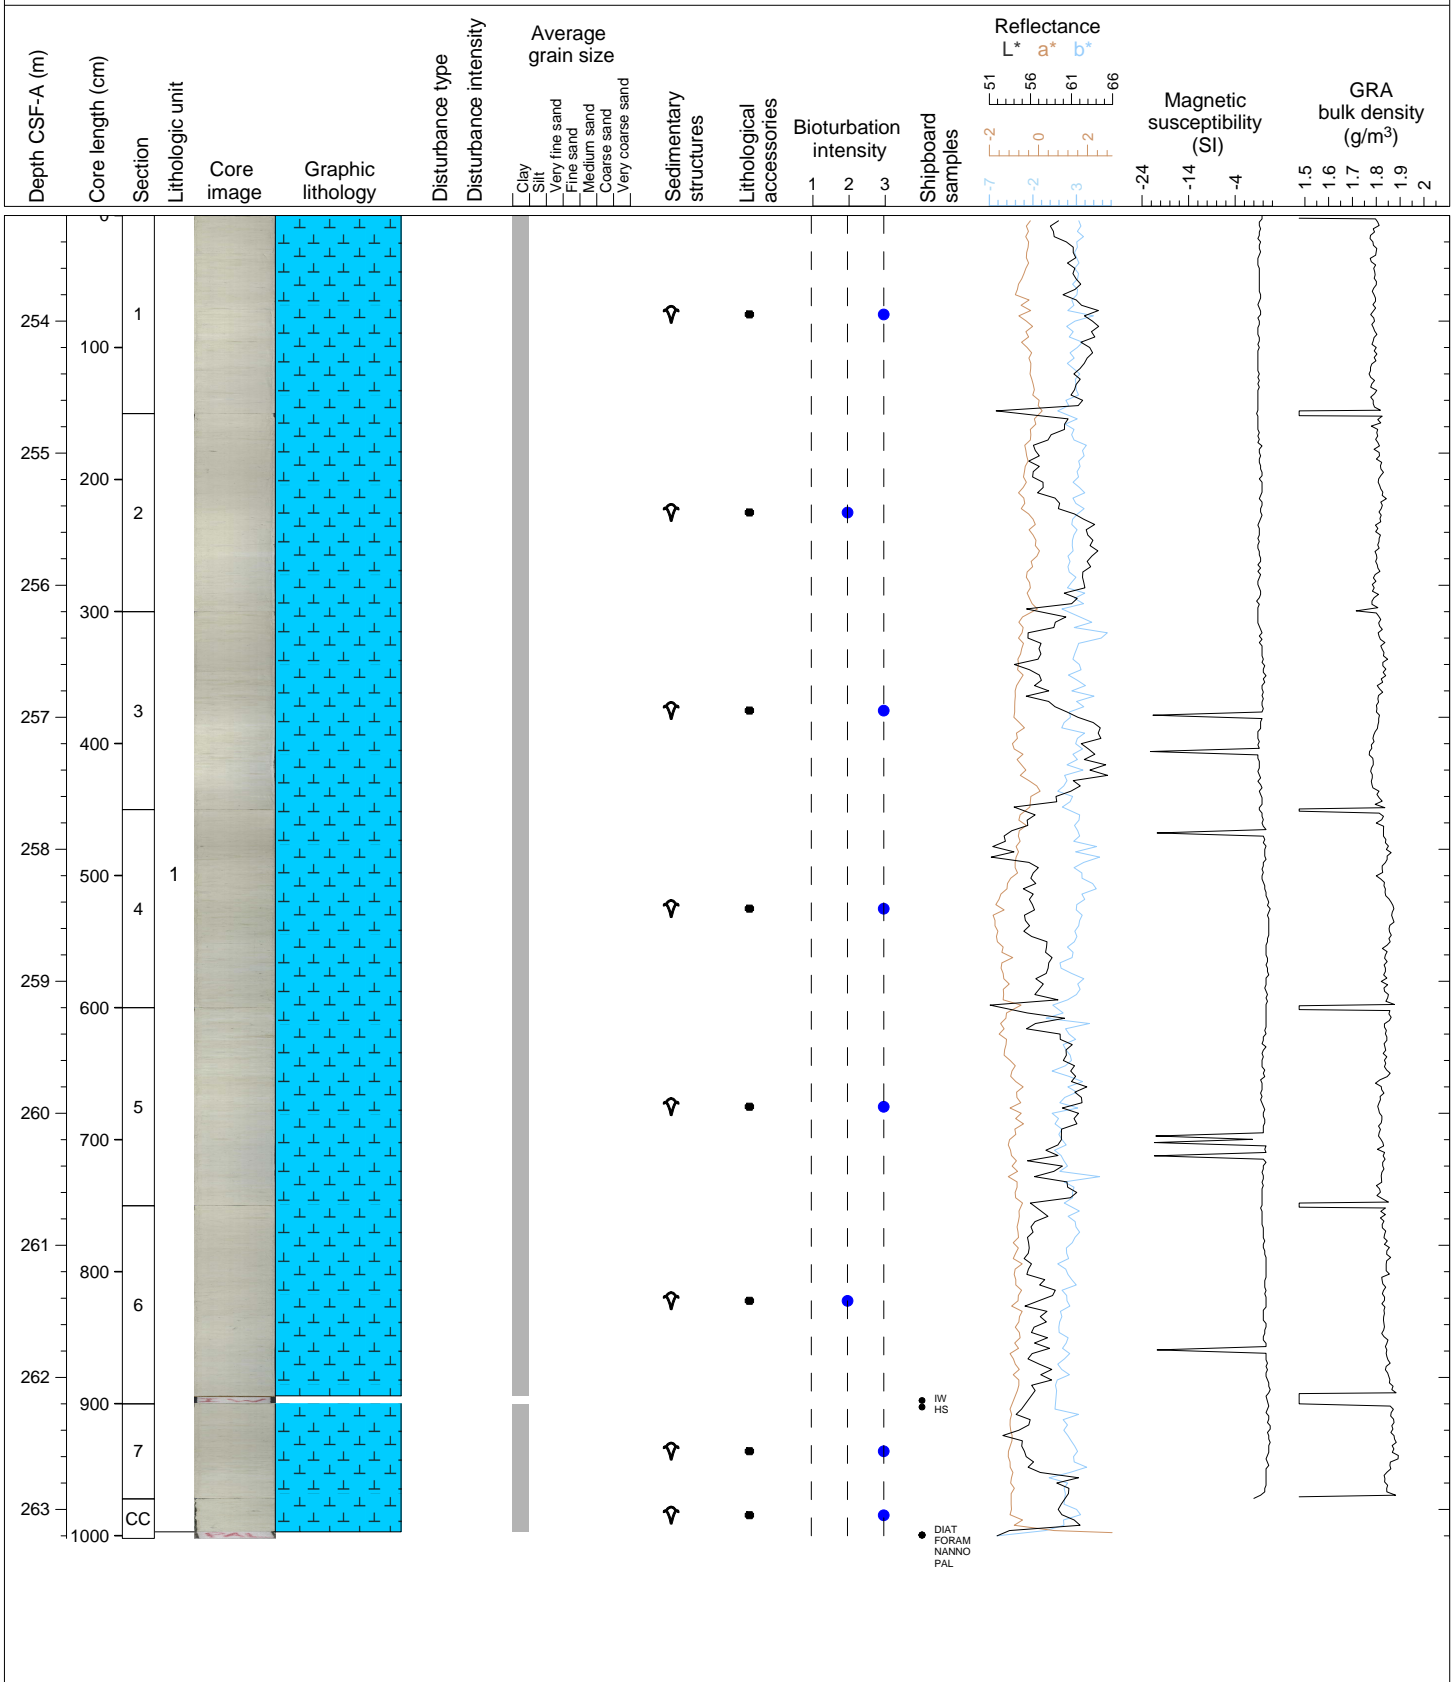 Depth CSF-A (m)
Core length (cm)
Section
Lithologic unit
Core image
Graphic lithology
Disturbance type
Disturbance intensity
Average grain size
Clay
Silt
Very fine sand
Fine sand
Medium sand
Coarse sand
Very coarse sand
Sedimentary structures
Lithological accessories
Bioturbation intensity
1 2 3
Shipboard samples
Reflectance
L* a* b*
51 56 61 66
-2 0 2
-7 -2 3
Magnetic susceptibility (SI)
-24 -14 -4
GRA bulk density (g/m³)
1.5 1.6 1.7 1.8 1.9 2
0
1
254
100
255
200
2
256
300
3
257
400
258
1
500
4
259
600
5
260
700
261
800
6
262
IW
900
IW
HS
7
263
CC
PAL
1000
DIAT
FORAM
NANNO
PAL